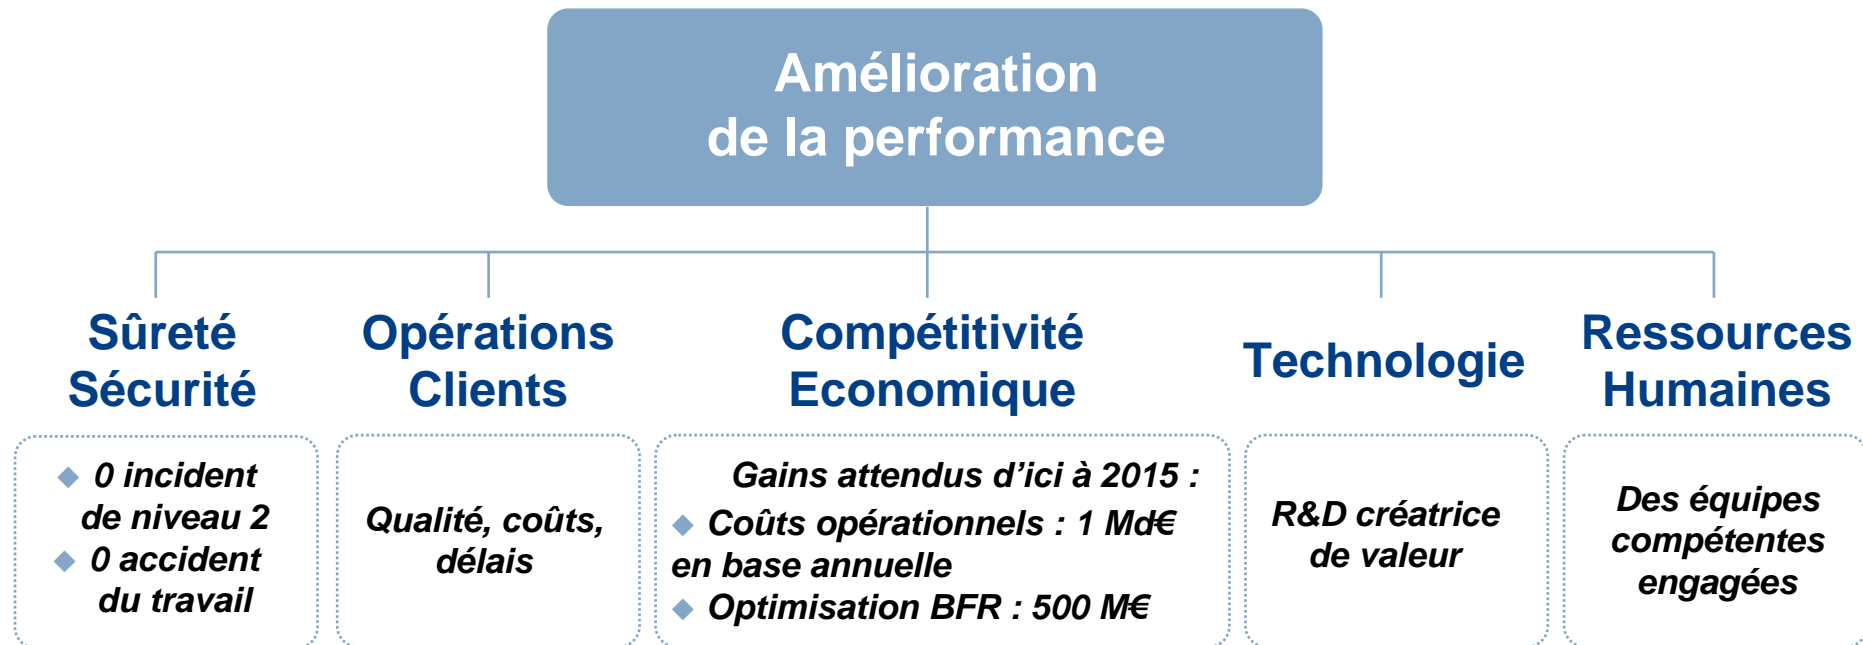 Amélioration
de la performance
Sûreté
Sécurité
Opérations
Clients
Compétitivité
Economique
Technologie
Ressources
Humaines
◆ 0 incident
de niveau 2
◆ 0 accident
du travail
Qualité, coûts,
délais
Gains attendus d’ici à 2015 :
◆ Coûts opérationnels : 1 Md€
en base annuelle
◆ Optimisation BFR : 500 M€
R&D créatrice
de valeur
Des équipes
compétentes
engagées